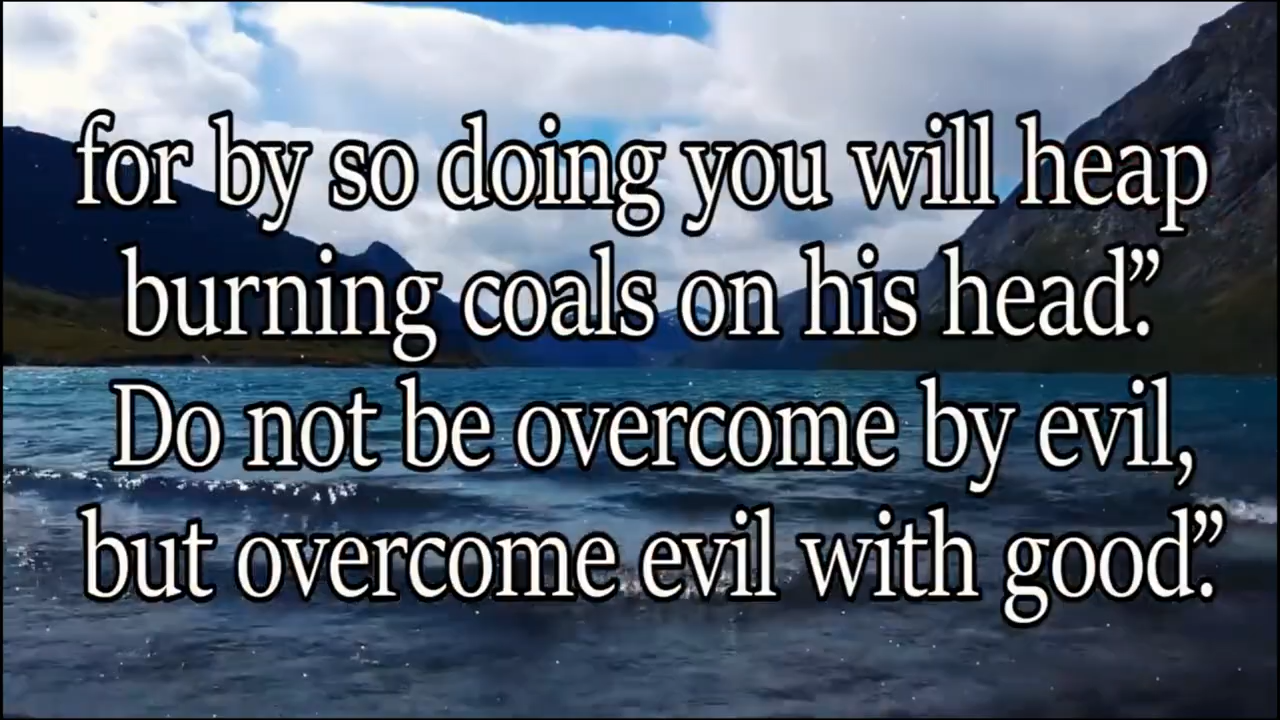 for by so doing you will heap
burning coals on his head”.
Do not be overcome by evil,
but overcome evil with good”.